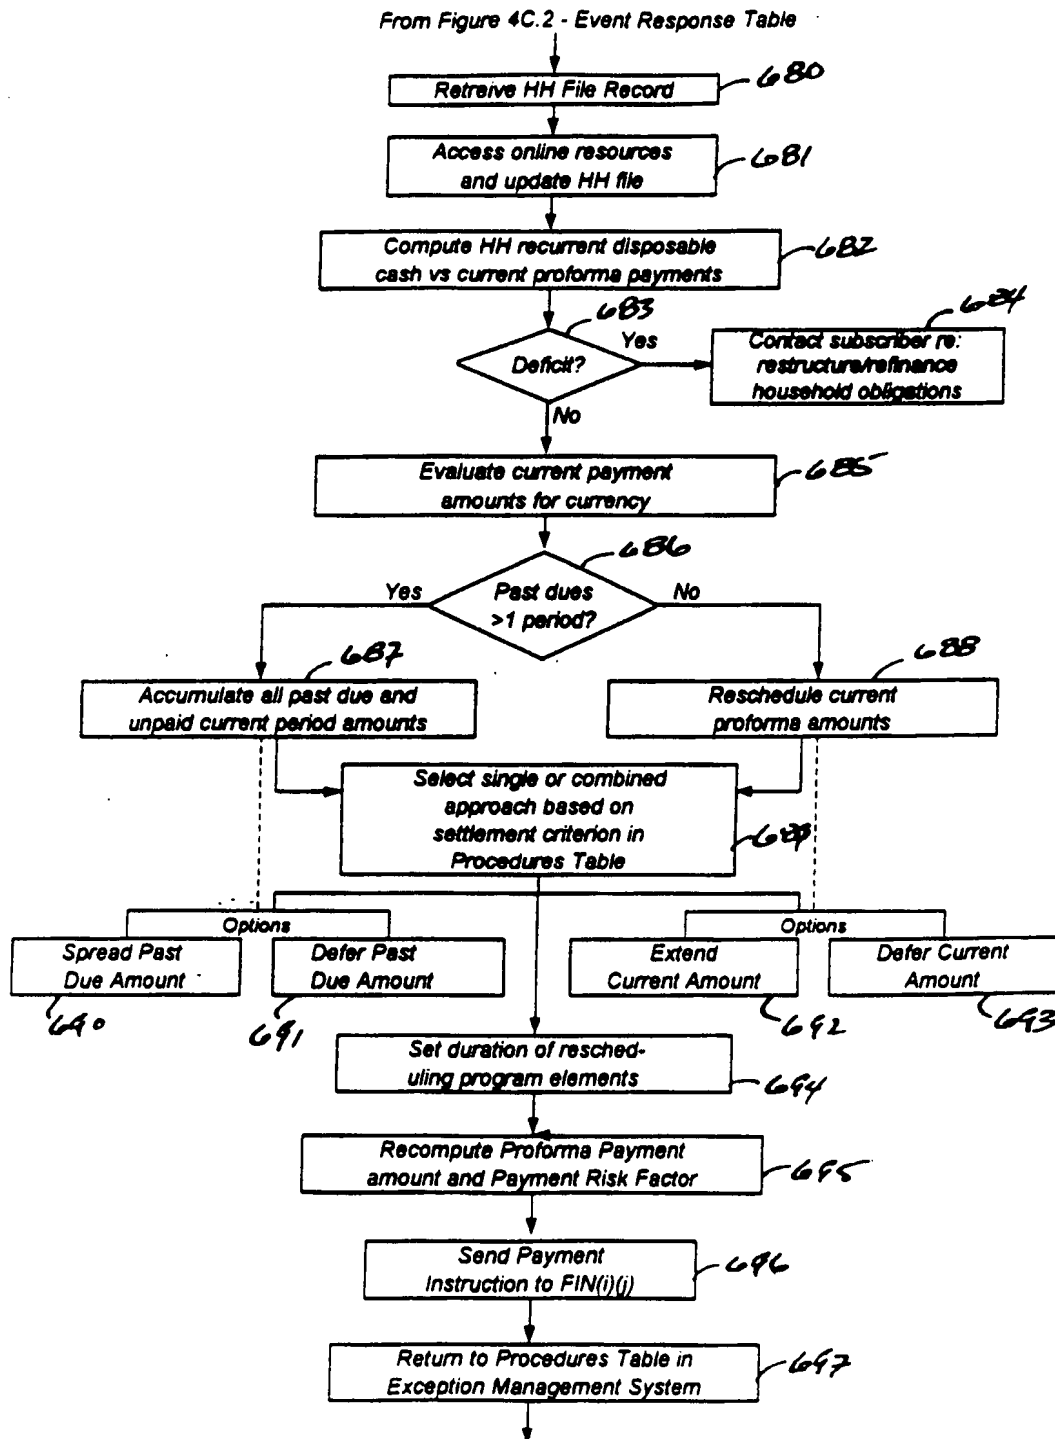 From Figure 4C.2 - Event Response Table
680
Retreive HH File Record
681
Access online resources
and update HH file
682
Compute HH recurrent disposable
cash vs current proforma payments
683
684
Deficit?
Yes
Contact subscriber re:
restructure/refinance
household obligations
No
685
Evaluate current payment
amounts for currency
686
Yes
Past dues
>1 period?
No
687
688
Accumulate all past due and
unpaid current period amounts
Reschedule current
proforma amounts
Select single or combined
approach based on
settlement criterion in
Procedures Table
689
Options
Options
Spread Past
Due Amount
Defer Past
Due Amount
Extend
Current Amount
Defer Current
Amount
690
691
692
693
Set duration of resched-
uling program elements
694
Recompute Proforma Payment
amount and Payment Risk Factor
695
Send Payment
Instruction to FIN(i)(j)
696
Return to Procedures Table in
Exception Management System
697